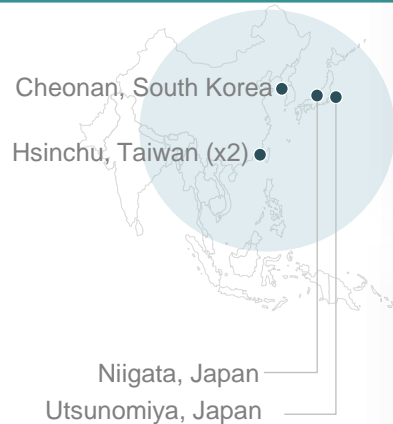 Cheonan, South Korea
Hsinchu, Taiwan (x2)
Niigata, Japan
Utsunomiya, Japan